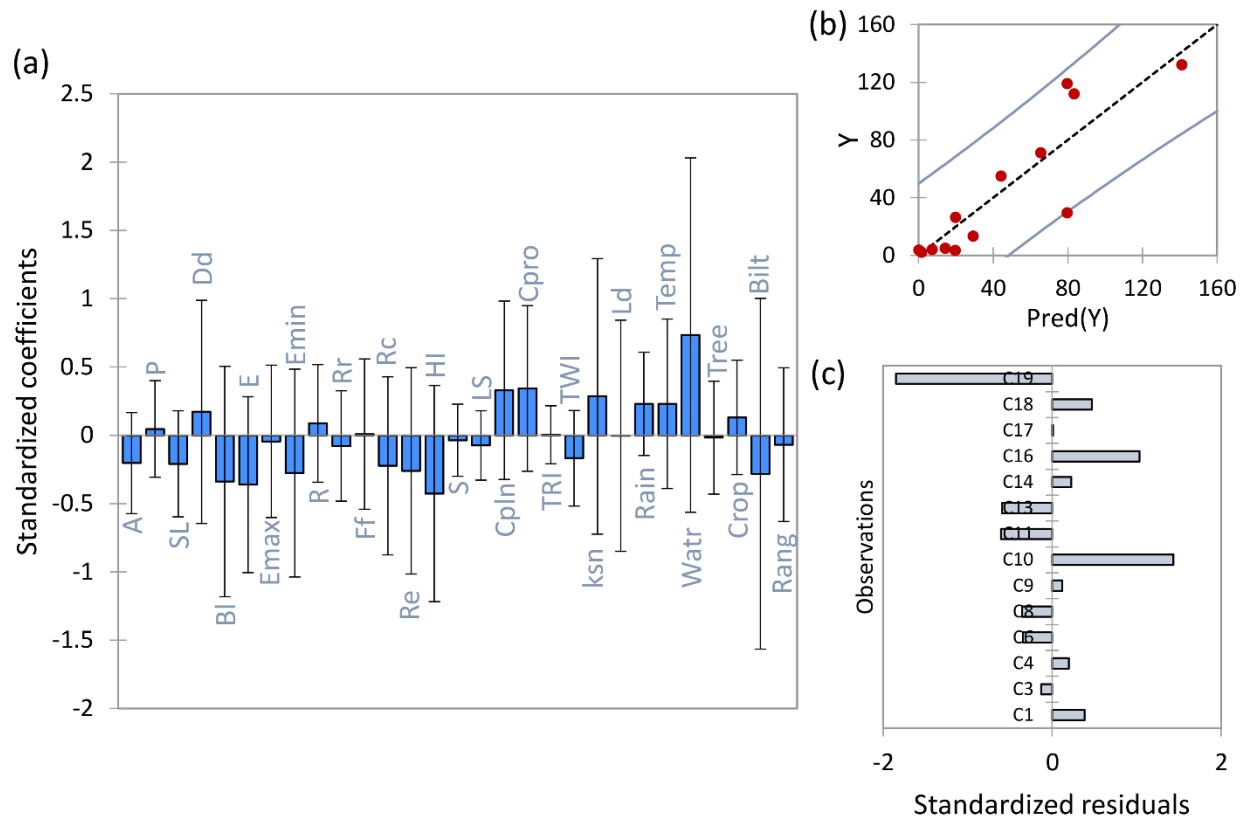 (a)
Standardized coefficients
2.5
2
1.5
1
0.5
0
-0.5
-1
-1.5
-2
A
P
SL
Dd
Bl
E
Emax
Emin
R
Rr
Ff
Rc
Re
HI
S
LS
Cpln
Cpro
TRI
TWI
ksn
Ld
Rain
Temp
Watr
Tree
Crop
Bilt
Rang
(b)
Y
160
120
80
40
0
0 40 80 120 160
Pred(Y)
(c)
Observations
C19
C18
C17
C16
C14
C13
C11
C10
C9
C8
C6
C4
C3
C1
-2 0 2
Standardized residuals